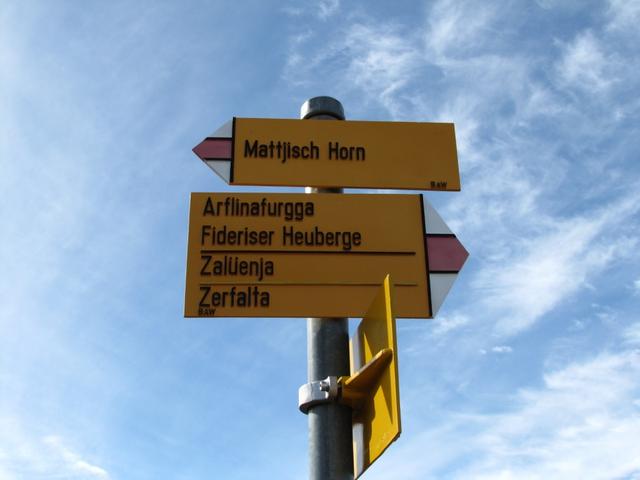 Mattjisch Horn
BAW
Arflinafurgga
Fideriser Heuberge
Zalüenja
Zerfalta
BAW